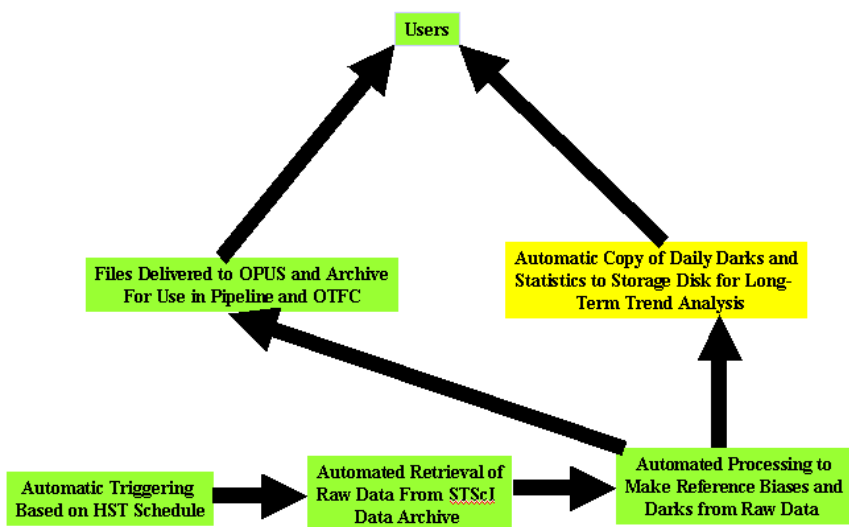 Users
Files Delivered to OPUS and Archive
For Use in Pipeline and OTFC
Automatic Copy of Daily Darks and
Statistics to Storage Disk for Long-
Term Trend Analysis
Automatic Triggering
Based on HST Schedule
Automated Retrieval of
Raw Data From STScI
Data Archive
Automated Processing to
Make Reference Biases and
Darks from Raw Data